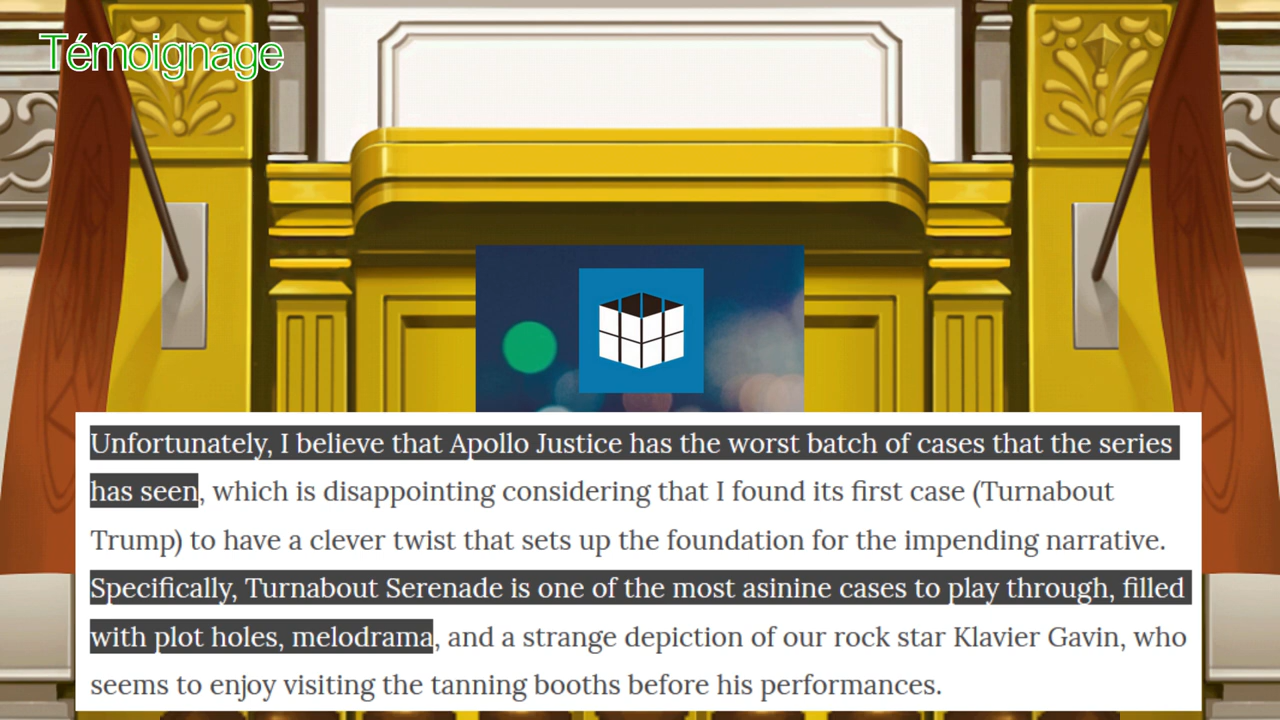 Témoignage
Unfortunately, I believe that Apollo Justice has the worst batch of cases that the series
has seen, which is disappointing considering that I found its first case (Turnabout
Trump) to have a clever twist that sets up the foundation for the impending narrative.
Specifically, Turnabout Serenade is one of the most asinine cases to play through, filled
with plot holes, melodrama, and a strange depiction of our rock star Klavier Gavin, who
seems to enjoy visiting the tanning booths before his performances.